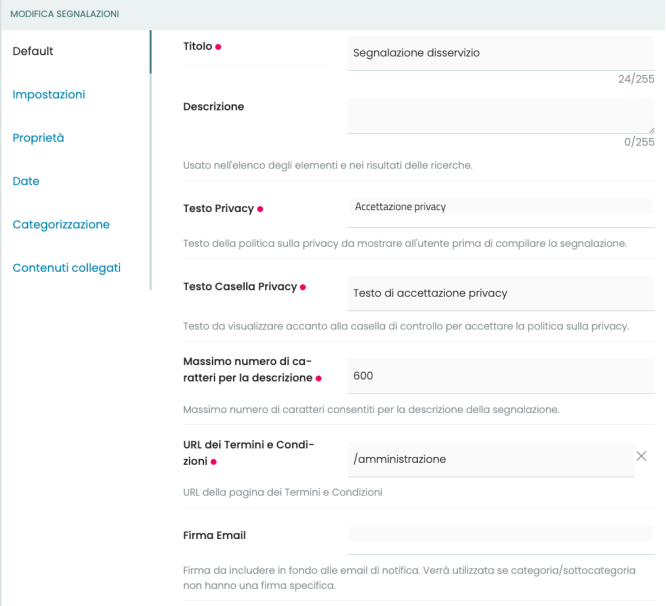 MODIFICA SEGNALAZIONI
Default
Impostazioni
Proprietà
Date
Categorizzazione
Contenuti collegati
Titolo
Segnalazione disservizio
24/255
Descrizione
0/255
Usato nell'elenco degli elementi e nei risultati delle ricerche.
Testo Privacy
Accettazione privacy
Testo della politica sulla privacy da mostrare all'utente prima di compilare la segnalazione.
Testo Casella Privacy
Testo di accettazione privacy
Testo da visualizzare accanto alla casella di controllo per accettare la politica sulla privacy.
Massimo numero di ca-
ratteri per la descrizione
600
Massimo numero di caratteri consentiti per la descrizione della segnalazione.
URL dei Termini e Condi-
zioni
/amministrazione
URL della pagina dei Termini e Condizioni
Firma Email
Firma da includere in fondo alle email di notifica. Verrà utilizzata se categoria/sottocategoria
non hanno una firma specifica.